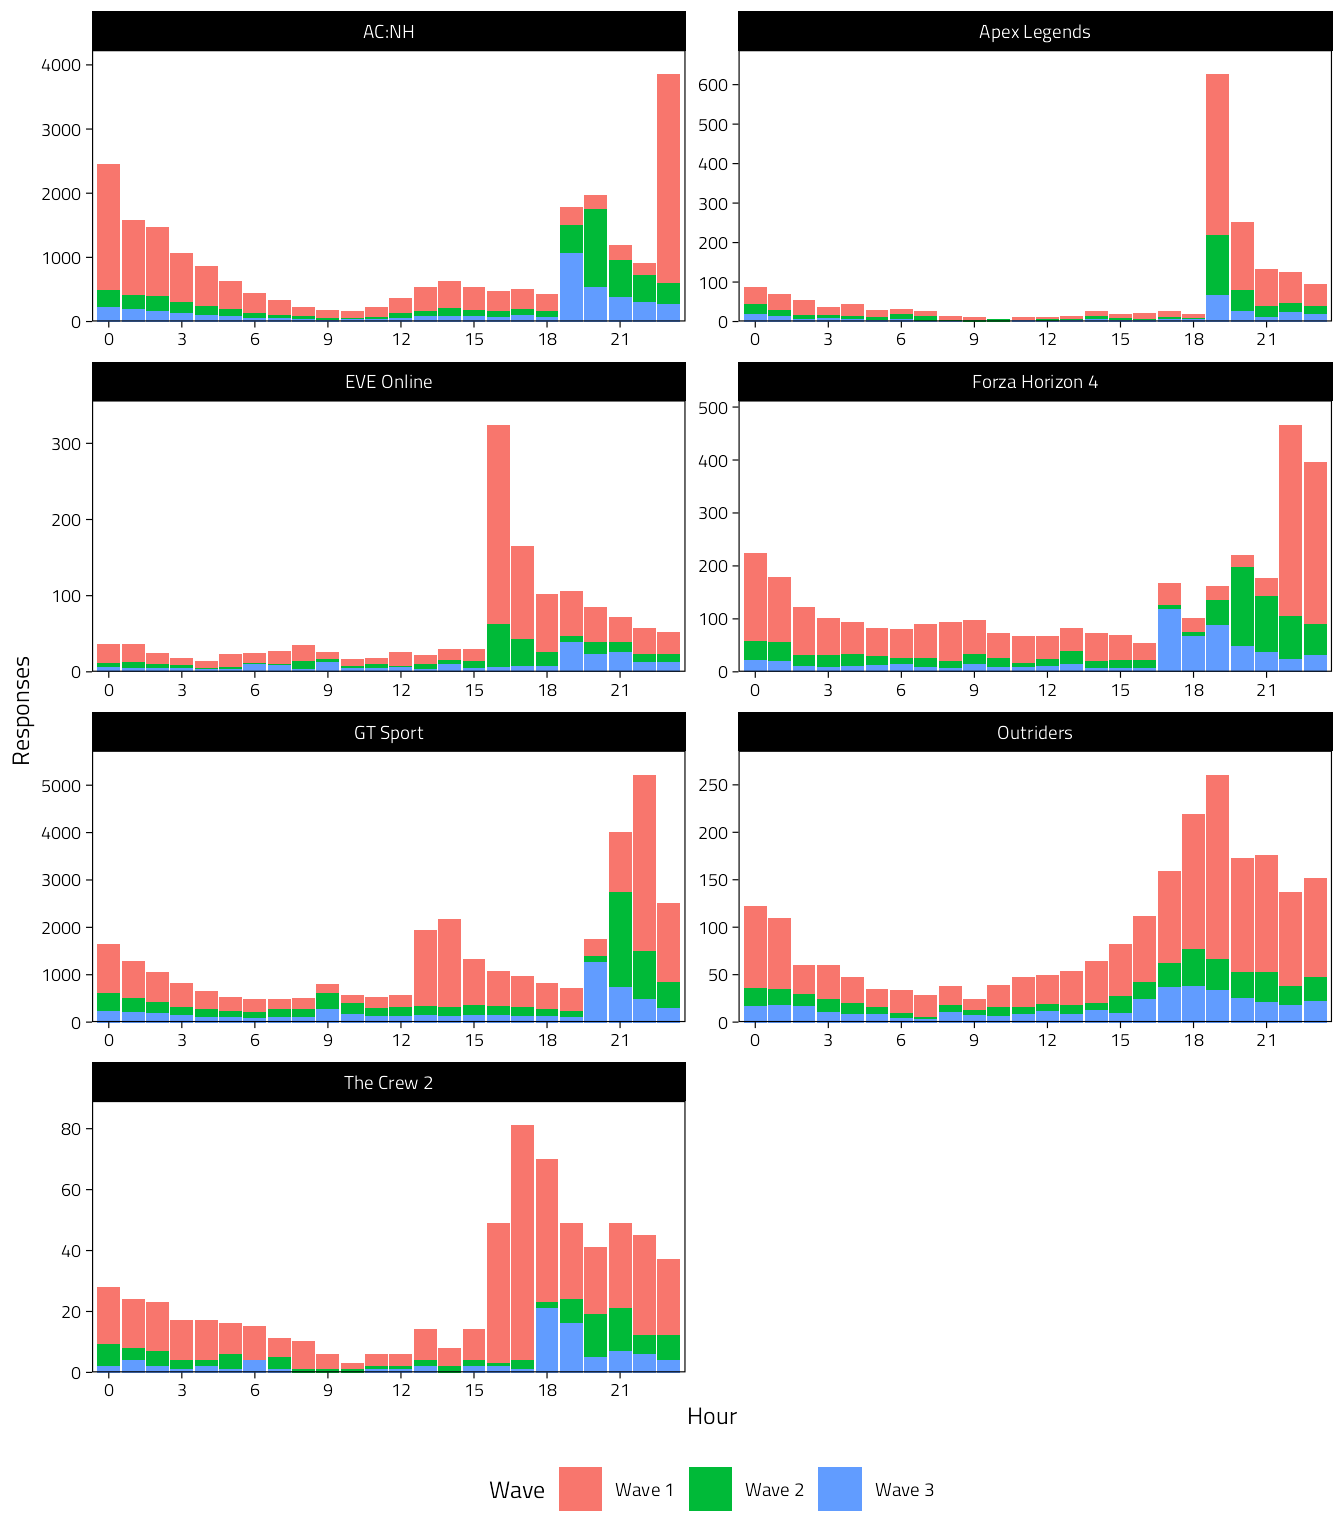 AC:NH
4000
3000
2000
1000
0
0 3 6 9 12 15 18 21
Apex Legends
600
500
400
300
200
100
0
0 3 6 9 12 15 18 21
EVE Online
300
200
100
0
0 3 6 9 12 15 18 21
Forza Horizon 4
500
400
300
200
100
0
0 3 6 9 12 15 18 21
GT Sport
5000
4000
3000
2000
1000
0
0 3 6 9 12 15 18 21
Outriders
250
200
150
100
50
0
0 3 6 9 12 15 18 21
The Crew 2
80
60
40
20
0
0 3 6 9 12 15 18 21
Responses
Hour
Wave Wave 1 Wave 2 Wave 3